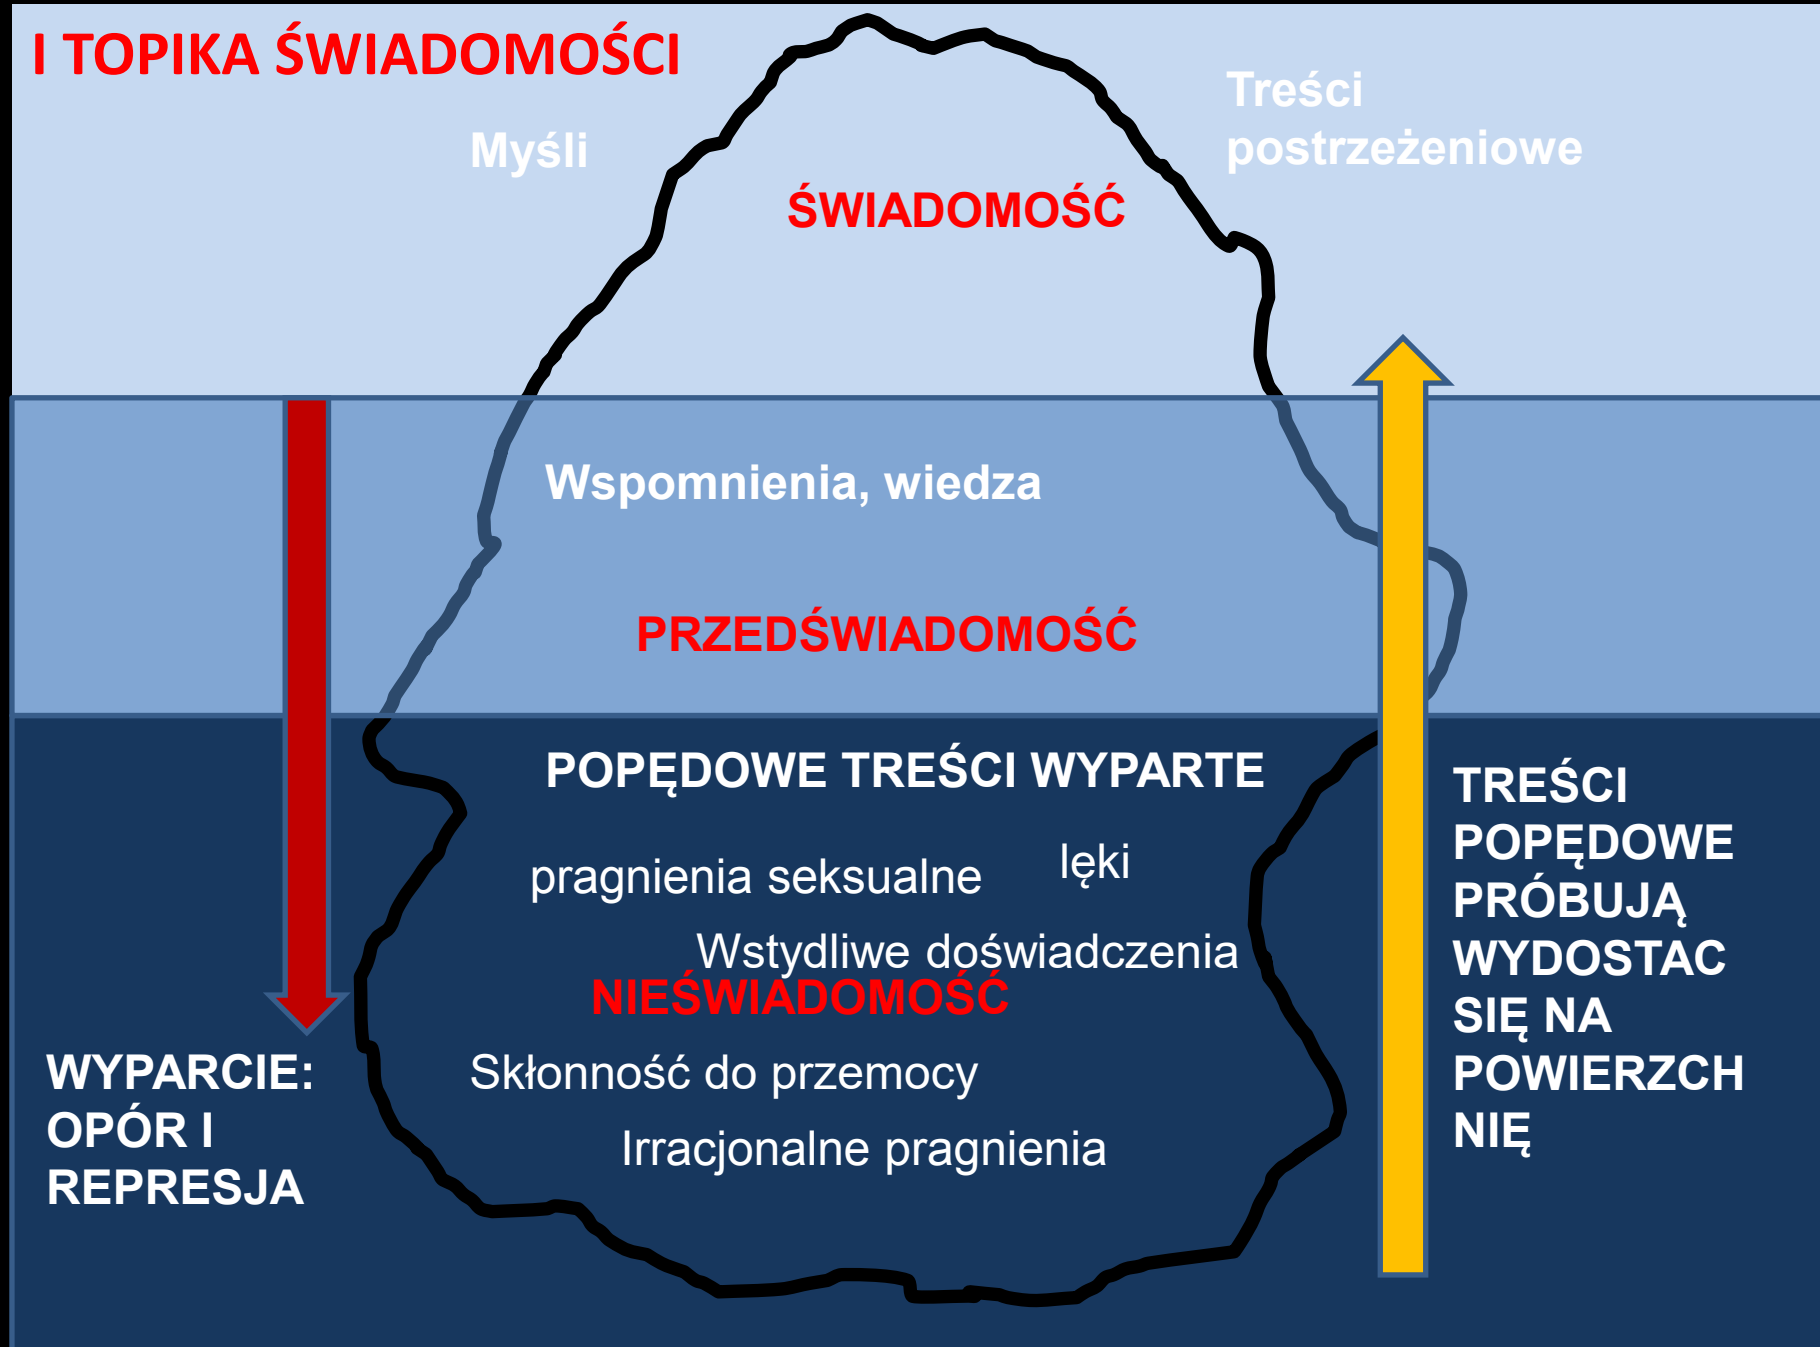 I TOPIKA ŚWIADOMOŚCI
Myśli
Treści
postrzeżeniowe
ŚWIADOMOŚĆ
Wspomnienia, wiedza
PRZEDŚWIADOMOŚĆ
POPĘDOWE TREŚCI WYPARTE
pragnienia seksualne
lęki
Wstydliwe doświadczenia
NIEŚWIADOMOŚĆ
Skłonność do przemocy
Irracjonalne pragnienia
WYPARCIE:
OPÓR I
REPRESJA
TREŚCI
POPĘDOWE
PRÓBUJĄ
WYDOSTAC
SIĘ NA
POWIERZCH
NIĘ